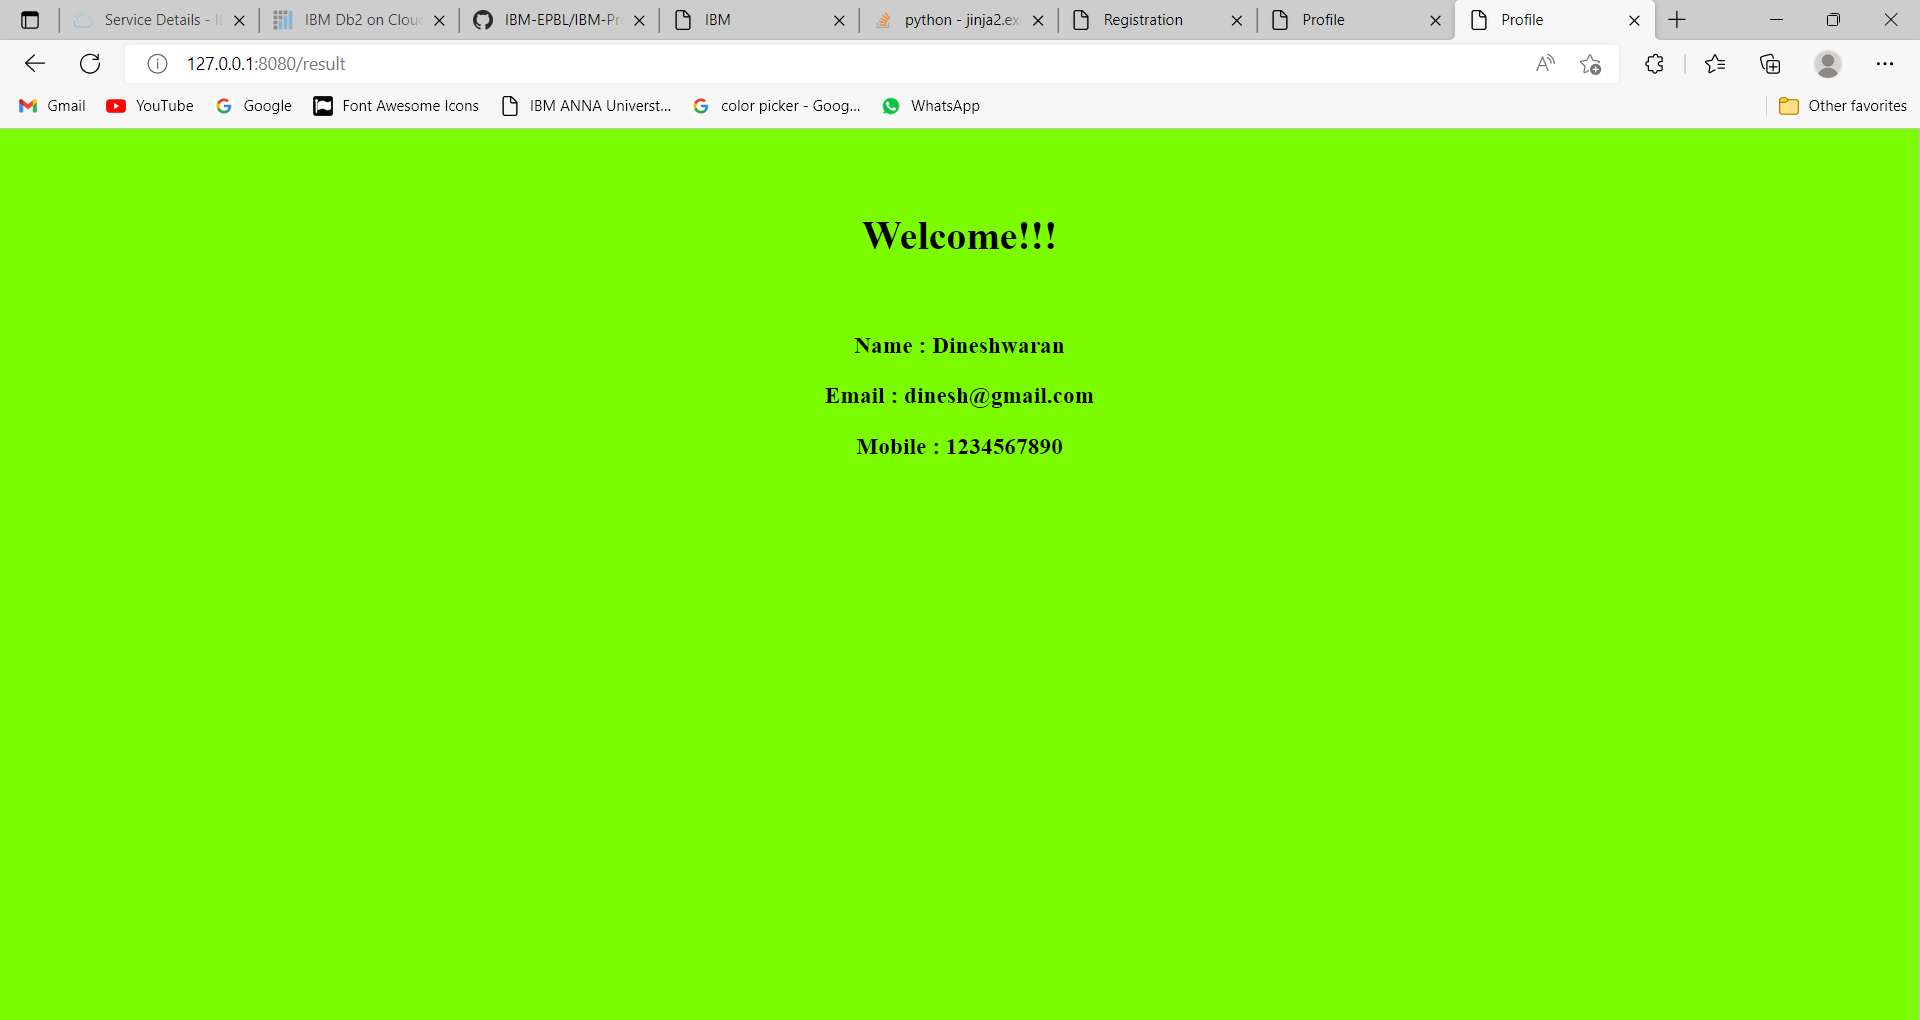 Service Details - I
IBM Db2 on Clou
IBM-EPBL/IBM-Pr
IBM
python - jinja2.ex
Registration
Profile
Profile
127.0.0.1:8080/result
Gmail
YouTube
Google
Font Awesome Icons
IBM ANNA Universt...
color picker - Goog...
WhatsApp
Other favorites
Welcome!!!
Name : Dineshwaran
Email : dinesh@gmail.com
Mobile : 1234567890